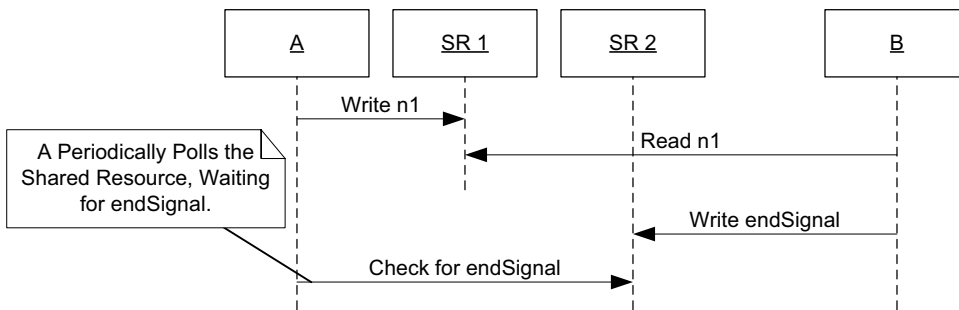 A
SR 1
SR 2
B
Write n1
A Periodically Polls the
Shared Resource, Waiting
for endSignal.
Read n1
Write endSignal
Check for endSignal